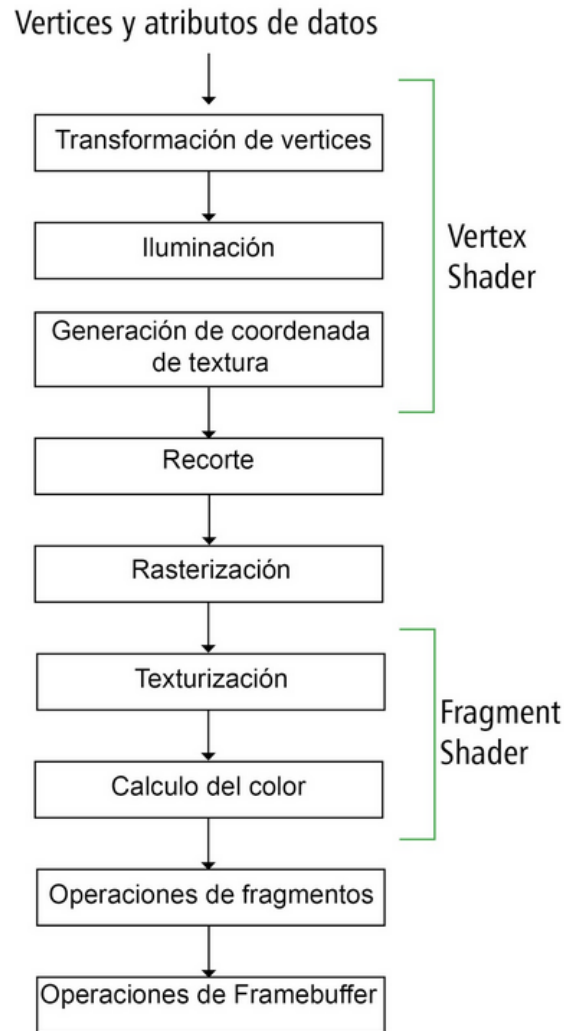 Vertices y atributos de datos
Transformación de vertices
Iluminación
Generación de coordenada
de textura
Vertex
Shader
Recorte
Rasterización
Texturización
Calculo del color
Fragment
Shader
Operaciones de fragmentos
Operaciones de Framebuffer